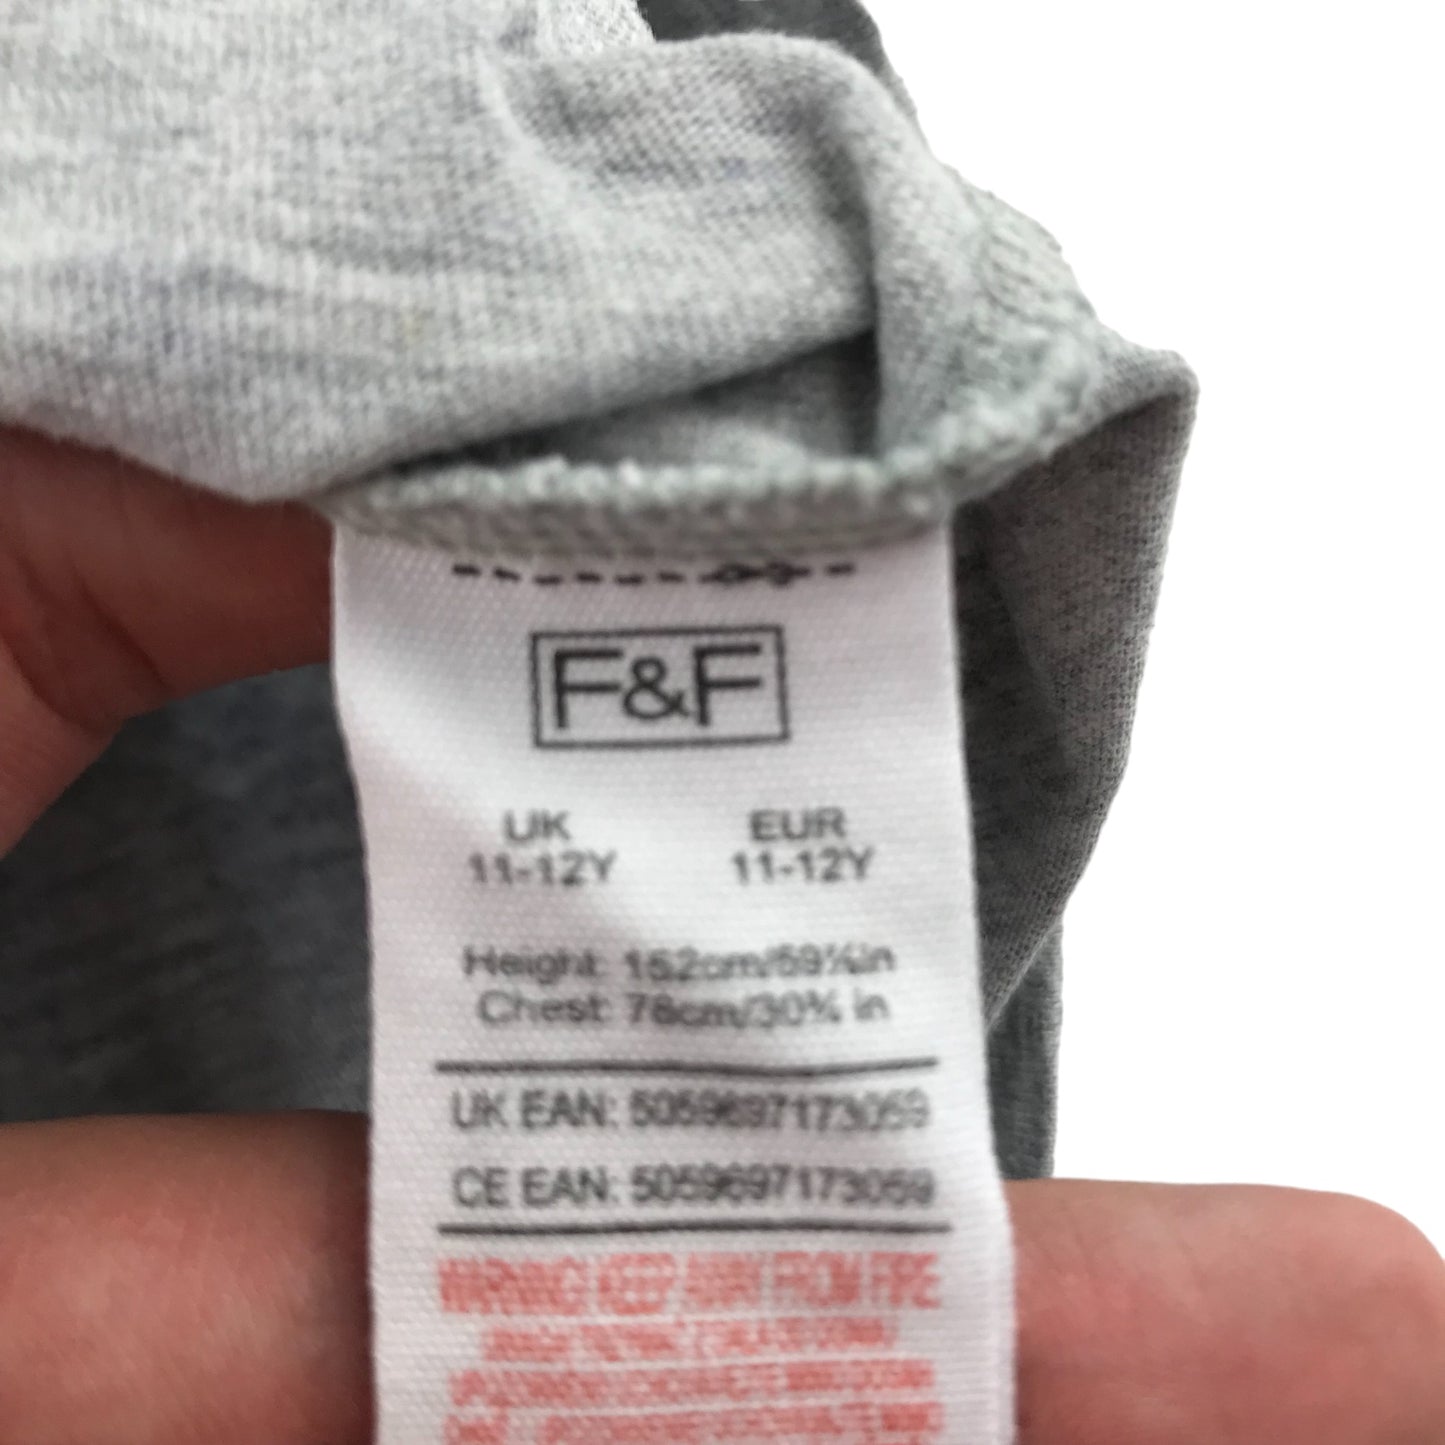 F&F
UK EUR
11-12Y 11-12Y
Height: 152cm/59¾in
Chest: 78cm/30¾ in
UK EAN: 5059697173059
CE EAN: 5059697173059
WARNING KEEP AWAY FROM FIRE